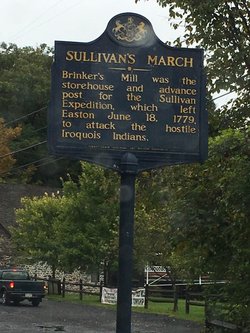 SULLIVAN'S MARCH
Brinker's Mill was the
storehouse and advance
post for the Sullivan
Expedition, which left
Easton June 18, 1779,
to attack the hostile
Iroquois Indians.